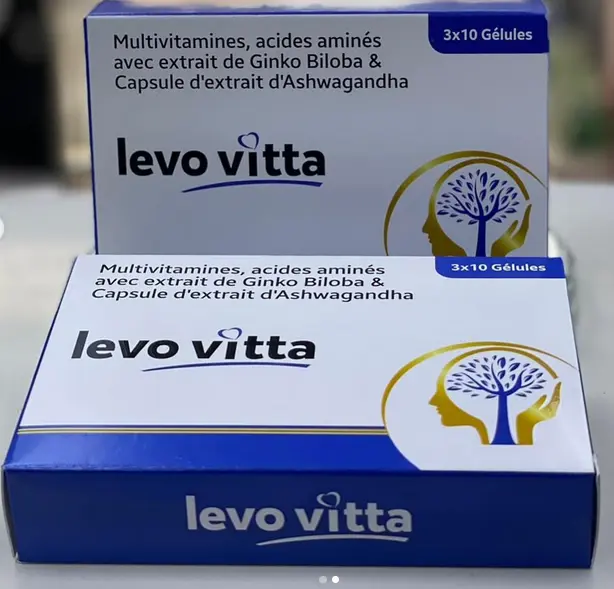 Multivitamines, acides aminés
avec extrait de Ginko Biloba &
Capsule d'extrait d'Ashwagandha
3x10 Gélules
levo vitta
Multivitamines, acides aminés
avec extrait de Ginko Biloba &
Capsule d'extrait d'Ashwagandha
3x10 Gélules
levo vitta
levo vitta